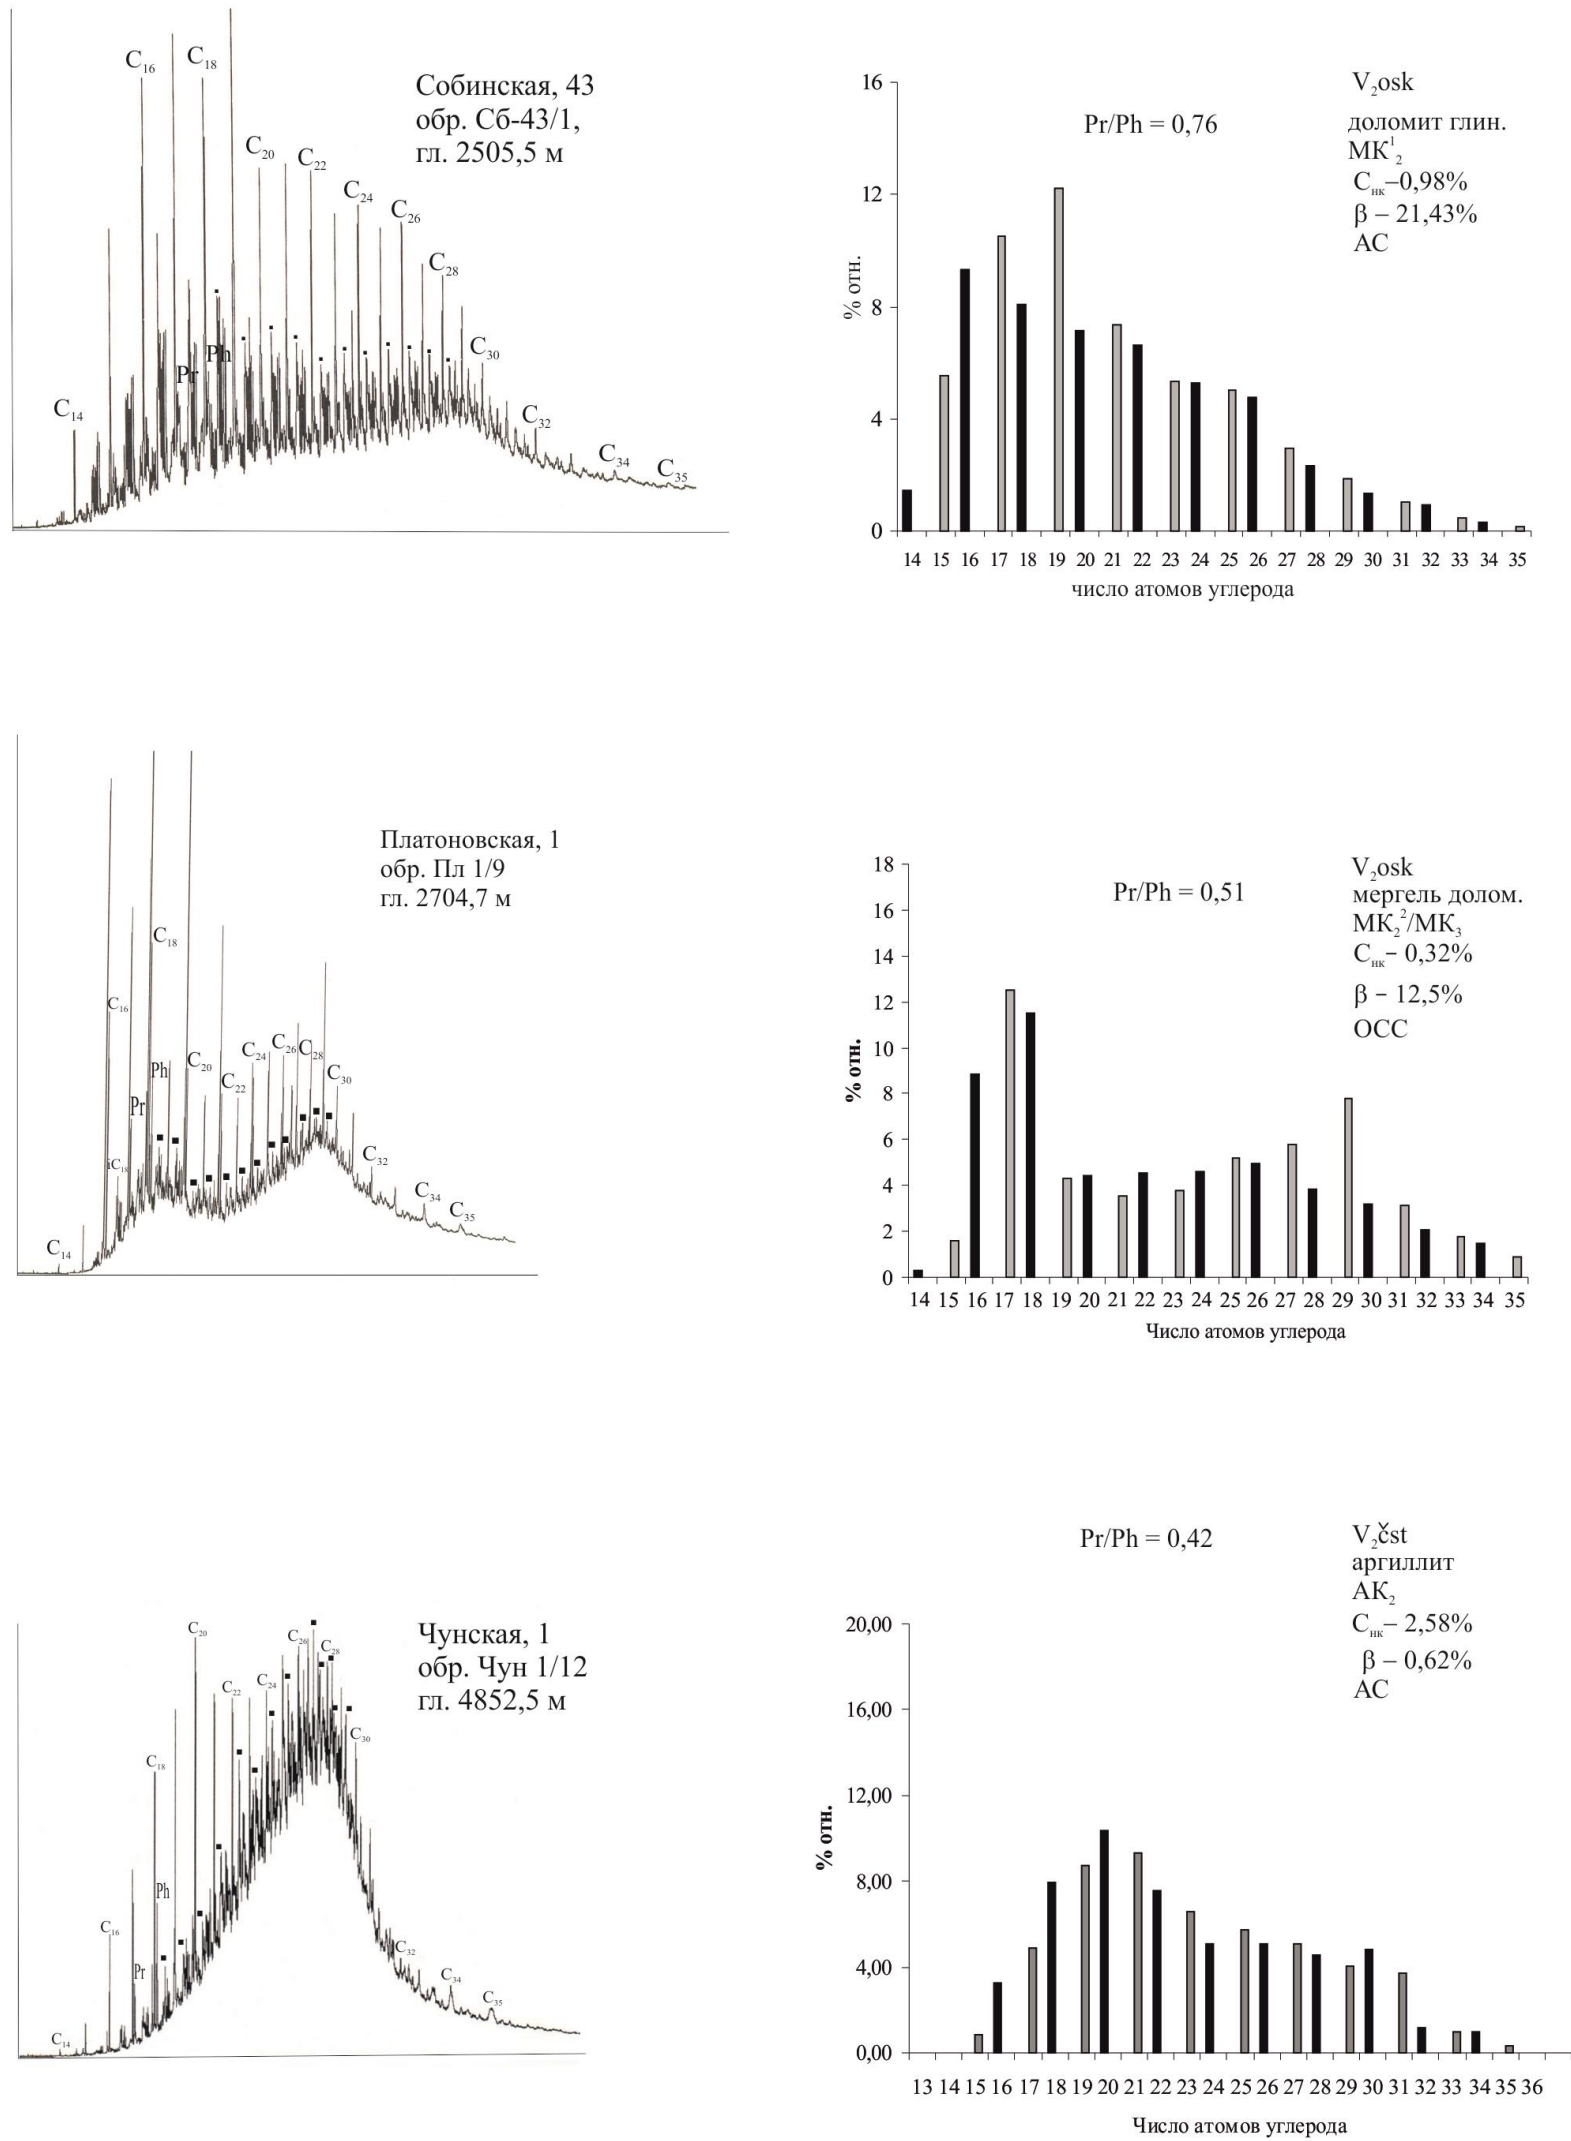 Собинская, 43
обр. Сб-43/1,
гл. 2505,5 м
C₁₄
C₁₆
C₁₈
Pr
Ph
C₂₀
C₂₂
C₂₄
C₂₆
C₂₈
C₃₀
C₃₂
C₃₄
C₃₅
Pr/Ph = 0,76
V₂osk
доломит глин.
МК¹₂
Cнк–0,98%
β – 21,43%
АС
% отн.
16
12
8
4
0
14 15 16 17 18 19 20 21 22 23 24 25 26 27 28 29 30 31 32 33 34 35
число атомов углерода
Платоновская, 1
обр. Пл 1/9
гл. 2704,7 м
C₁₄
C₁₆
iC₁₈
Pr
C₁₈
Ph
C₂₀
C₂₂
C₂₄
C₂₆
C₂₈
C₃₀
C₃₂
C₃₄
C₃₅
Pr/Ph = 0,51
V₂osk
мергель долом.
МК₂²/МК₃
Cнк– 0,32%
β – 12,5%
ОСС
% отн.
18
16
14
12
10
8
6
4
2
0
14 15 16 17 18 19 20 21 22 23 24 25 26 27 28 29 30 31 32 33 34 35
Число атомов углерода
Чунская, 1
обр. Чун 1/12
гл. 4852,5 м
C₁₄
C₁₆
Pr
C₁₈
Ph
C₂₀
C₂₂
C₂₄
C₂₆
C₂₈
C₃₀
C₃₂
C₃₄
C₃₅
Pr/Ph = 0,42
V₂čst
аргиллит
АК₂
Cнк– 2,58%
β – 0,62%
АС
% отн.
20,00
16,00
12,00
8,00
4,00
0,00
13 14 15 16 17 18 19 20 21 22 23 24 25 26 27 28 29 30 31 32 33 34 35 36
Число атомов углерода